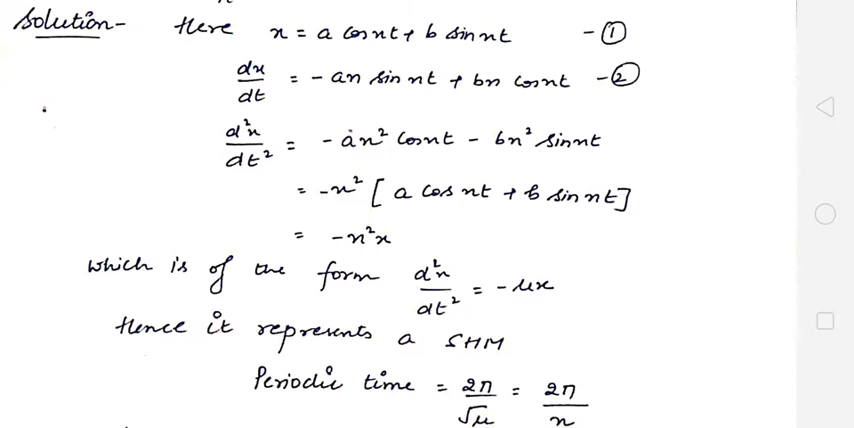 Solution- Here x = a cos nt + b sin nt -①
dx/dt = - an sin nt + bn cos nt -②
d²x/dt² = - an² cos nt - bn² sin nt
= -n² [ a cos nt + b sin nt]
= -n²x
which is of the form d²x/dt² = - μx
Hence it represents a SHM
Periodic time = 2π/√μ = 2π/n